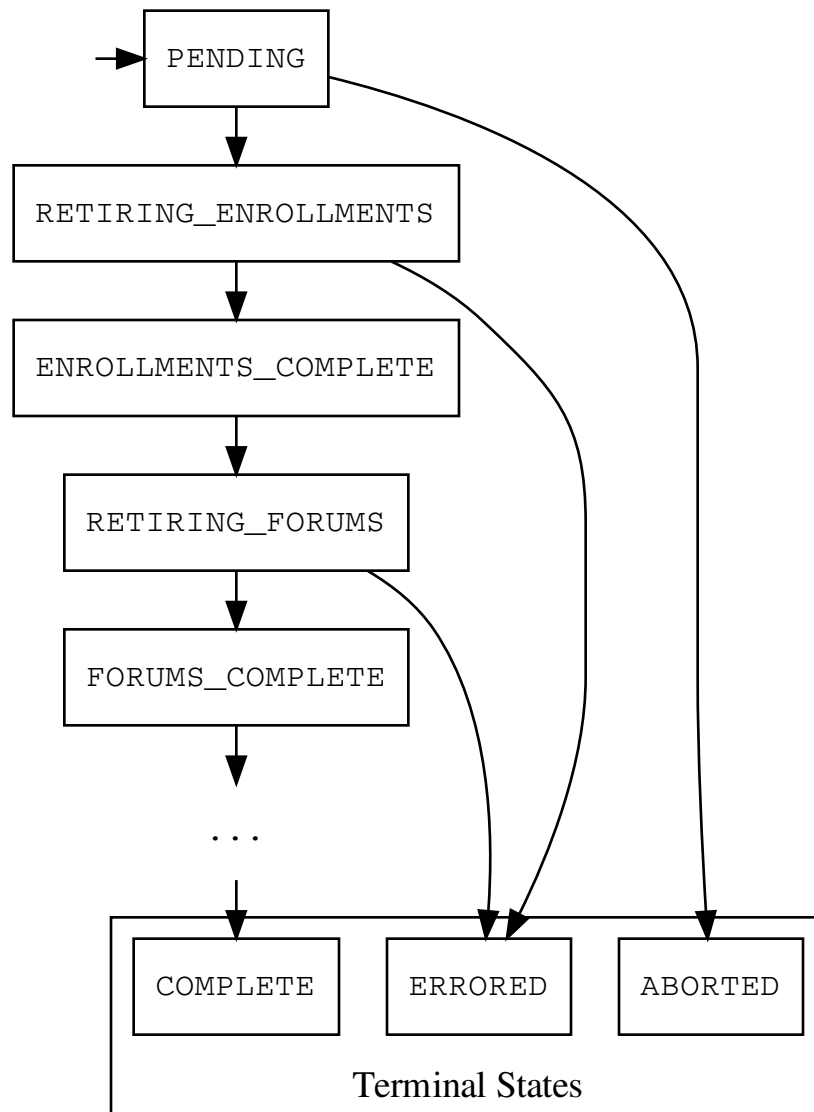 PENDING
RETIRING_ENROLLMENTS
ENROLLMENTS_COMPLETE
RETIRING_FORUMS
FORUMS_COMPLETE
...
COMPLETE ERRORED ABORTED
Terminal States